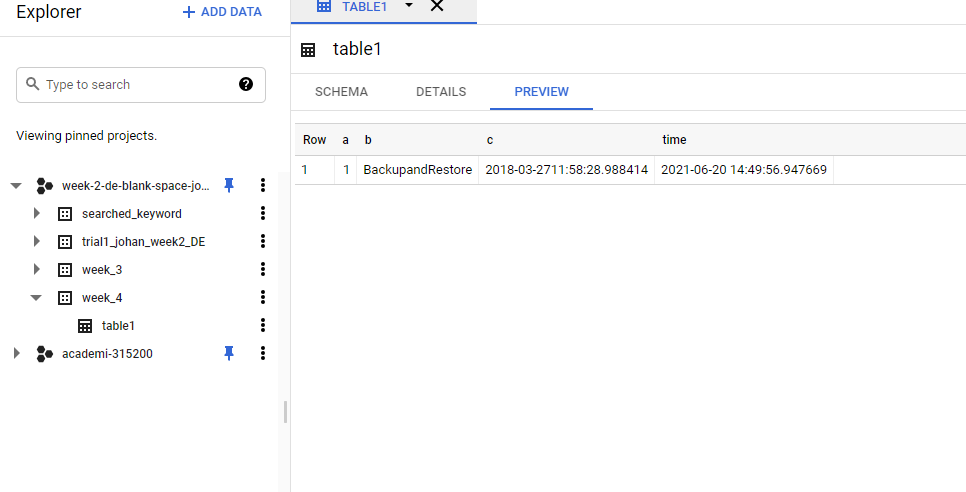 Explorer
+ ADD DATA
Type to search
?
Viewing pinned projects.
week-2-de-blank-space-jo...
searched_keyword
trial1_johan_week2_DE
week_3
week_4
table1
academi-315200
TABLE1
table1
SCHEMA DETAILS PREVIEW
Row a b c time
1 1 BackupandRestore 2018-03-2711:58:28.988414 2021-06-20 14:49:56.947669